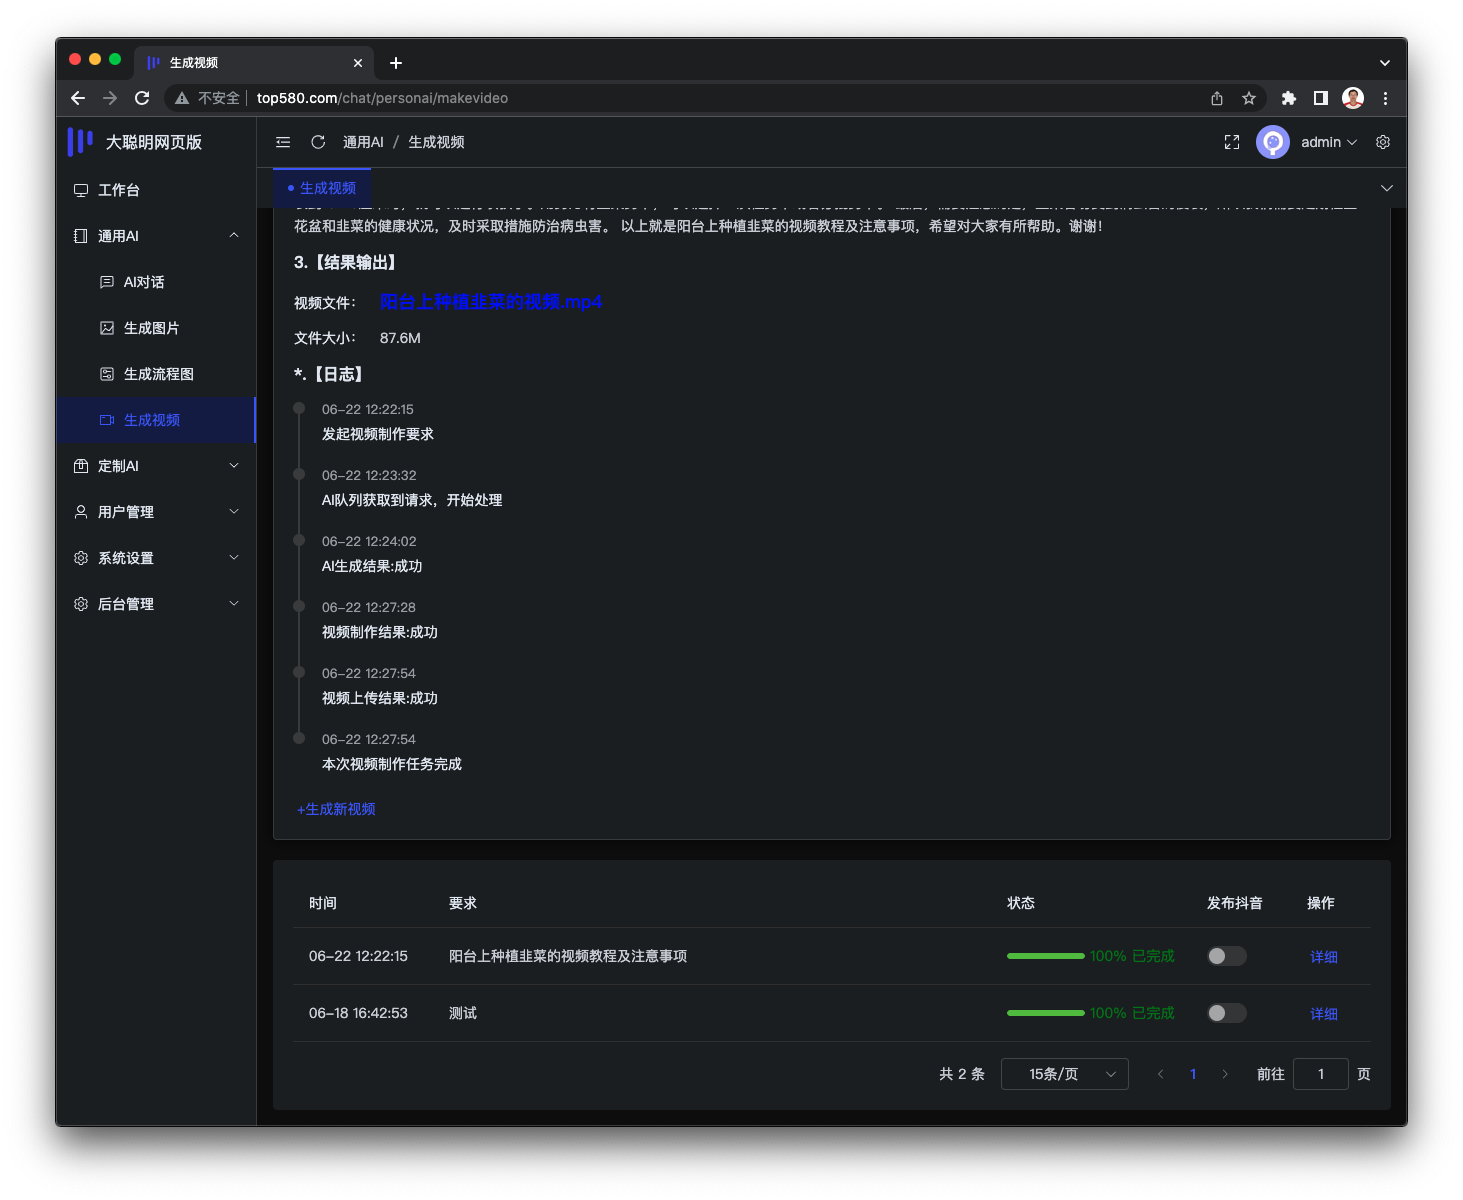 生成视频
不安全
top580.com/chat/personai/makevideo
大聪明网页版
通用AI / 生成视频
admin
工作台
通用AI
AI对话
生成图片
生成流程图
生成视频
定制AI
用户管理
系统设置
后台管理
生成视频
花盆和韭菜的健康状况，及时采取措施防治病虫害。 以上就是阳台上种植韭菜的视频教程及注意事项，希望对大家有所帮助。谢谢！
3.【结果输出】
视频文件： 阳台上种植韭菜的视频.mp4
文件大小： 87.6M
*.【日志】
06-22 12:22:15
发起视频制作要求
06-22 12:23:32
AI队列获取到请求，开始处理
06-22 12:24:02
AI生成结果:成功
06-22 12:27:28
视频制作结果:成功
06-22 12:27:54
视频上传结果:成功
06-22 12:27:54
本次视频制作任务完成
+生成新视频
时间 要求 状态 发布抖音 操作
06-22 12:22:15 阳台上种植韭菜的视频教程及注意事项 100% 已完成 详细
06-18 16:42:53 测试 100% 已完成 详细
共 2 条 15条/页 1 前往 1 页